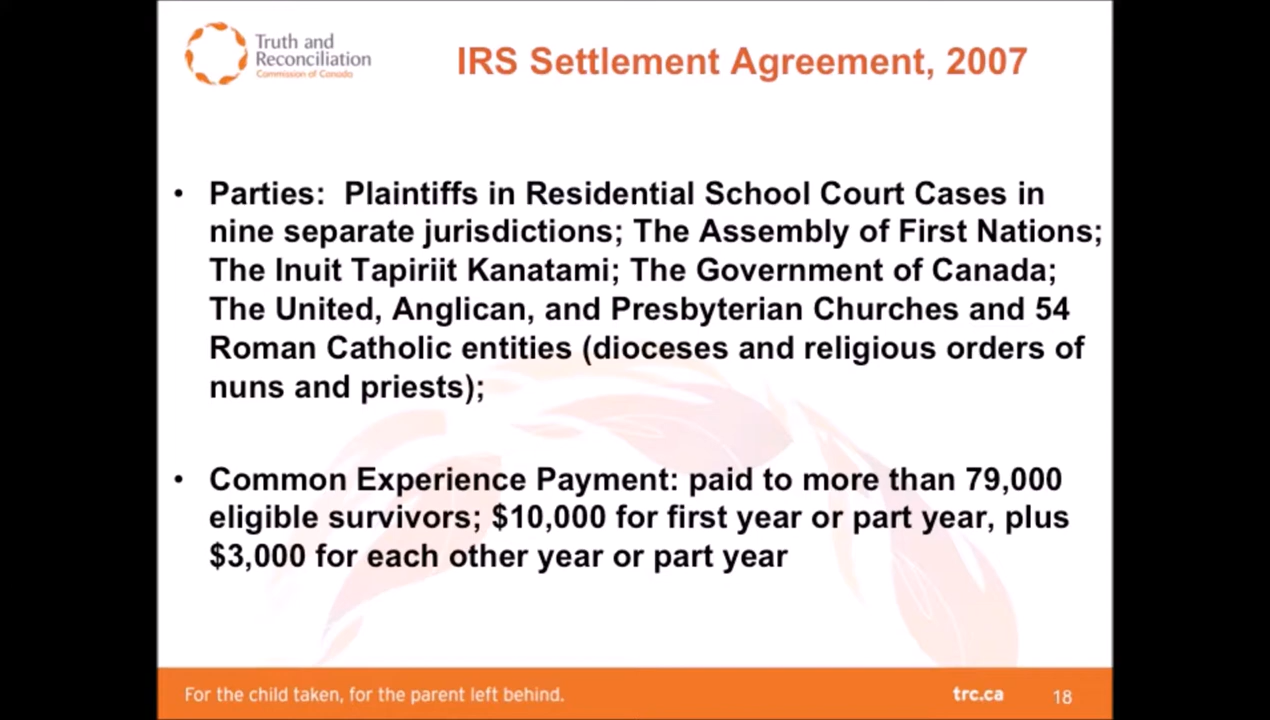 Truth and
Reconciliation
Commission of Canada
IRS Settlement Agreement, 2007
• Parties: Plaintiffs in Residential School Court Cases in
nine separate jurisdictions; The Assembly of First Nations;
The Inuit Tapiriit Kanatami; The Government of Canada;
The United, Anglican, and Presbyterian Churches and 54
Roman Catholic entities (dioceses and religious orders of
nuns and priests);
• Common Experience Payment: paid to more than 79,000
eligible survivors; $10,000 for first year or part year, plus
$3,000 for each other year or part year
For the child taken, for the parent left behind.
trc.ca
18